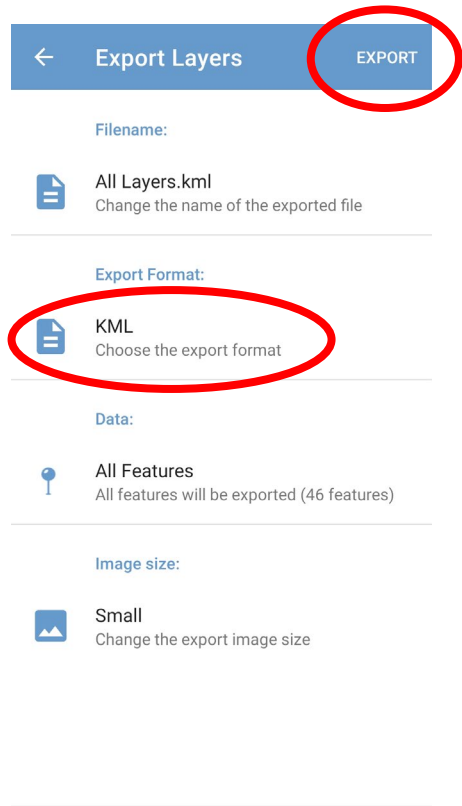 Export Layers EXPORT
Filename:
All Layers.kml
Change the name of the exported file
Export Format:
KML
Choose the export format
Data:
All Features
All features will be exported (46 features)
Image size:
Small
Change the export image size